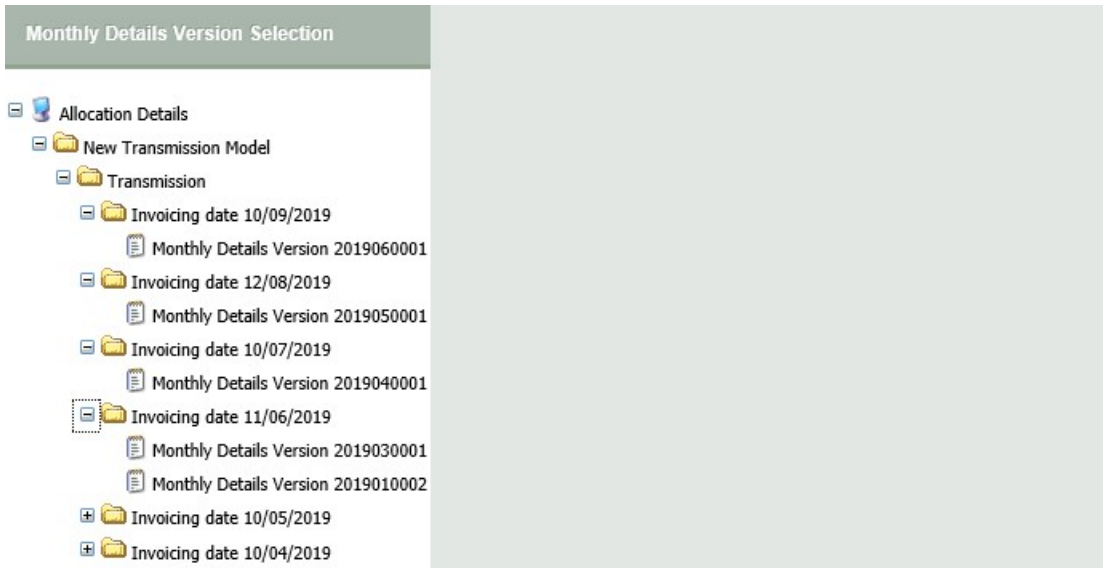 Monthly Details Version Selection
Allocation Details
New Transmission Model
Transmission
Invoicing date 10/09/2019
Monthly Details Version 2019060001
Invoicing date 12/08/2019
Monthly Details Version 2019050001
Invoicing date 10/07/2019
Monthly Details Version 2019040001
Invoicing date 11/06/2019
Monthly Details Version 2019030001
Monthly Details Version 2019010002
Invoicing date 10/05/2019
Invoicing date 10/04/2019